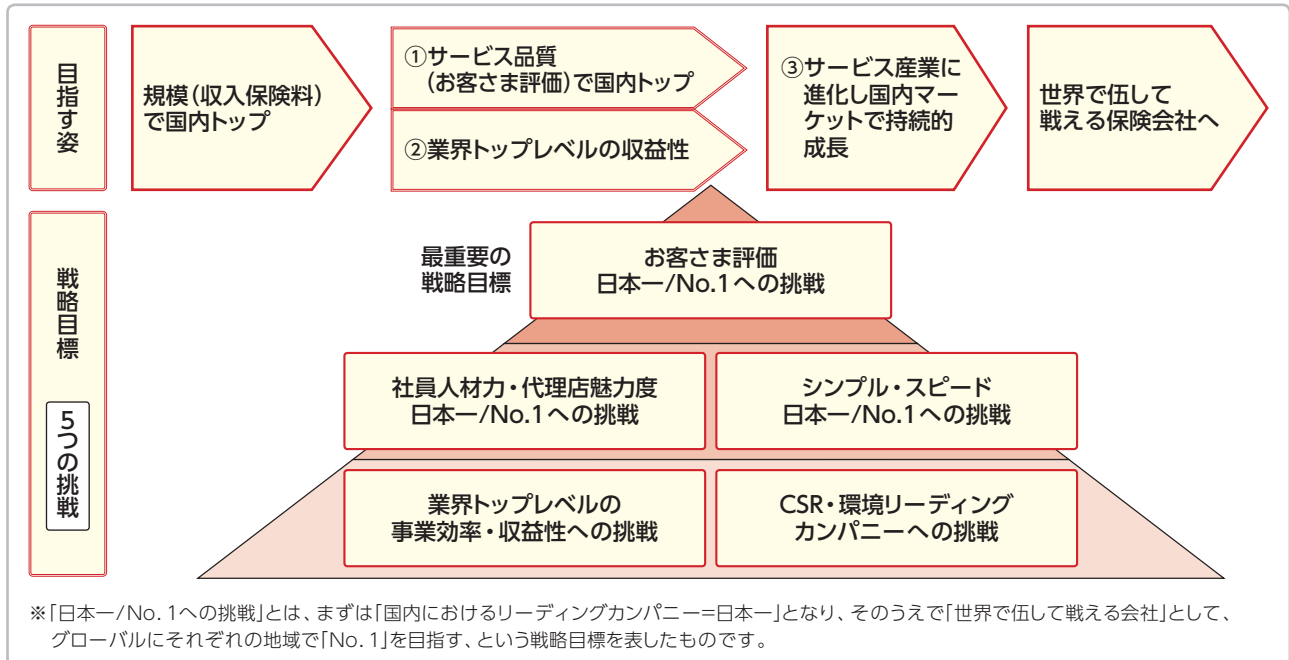 目指す姿
規模（収入保険料）
で国内トップ
①サービス品質
（お客さま評価）で国内トップ
②業界トップレベルの収益性
③サービス産業に
進化し国内マー
ケットで持続的
成長
世界で伍して
戦える保険会社へ
戦略目標
5つの挑戦
最重要の
戦略目標
お客さま評価
日本一/No.1への挑戦
社員人材力・代理店魅力度
日本一/No.1への挑戦
シンプル・スピード
日本一/No.1への挑戦
業界トップレベルの
事業効率・収益性への挑戦
CSR・環境リーディング
カンパニーへの挑戦
※「日本一/No.1への挑戦」とは、まずは「国内におけるリーディングカンパニー=日本一」となり、そのうえで「世界で伍して戦える会社」として、
グローバルにそれぞれの地域で「No.1」を目指す、という戦略目標を表したものです。